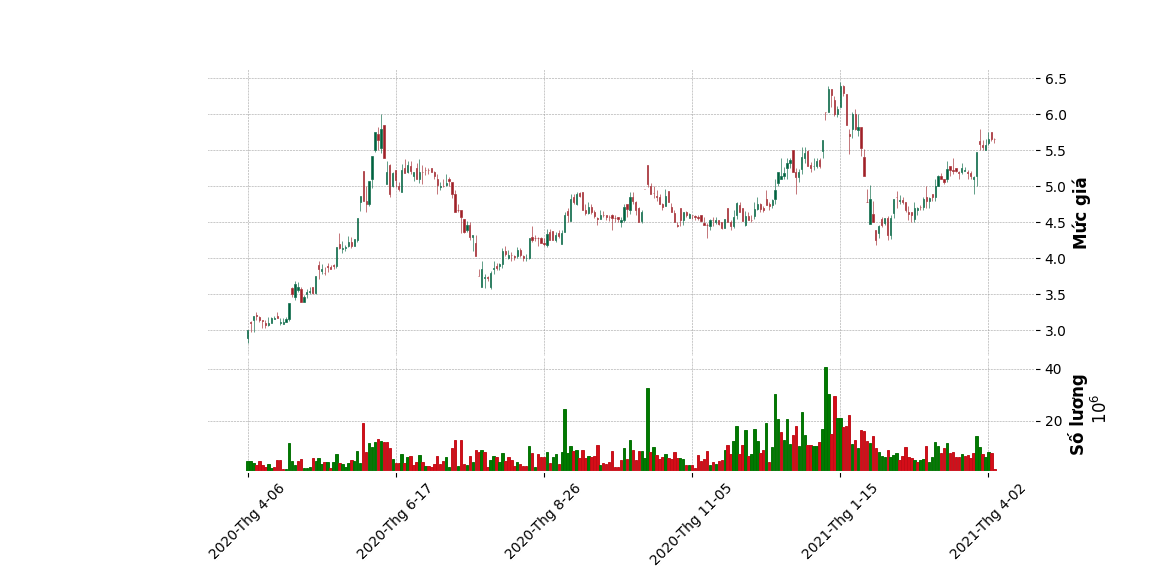 6.5
6.0
5.5
5.0
4.5
4.0
3.5
3.0
Mức giá
40
20
Số lương
10^6
2020-Thg 4-06
2020-Thg 6-17
2020-Thg 8-26
2020-Thg 11-05
2021-Thg 1-15
2021-Thg 4-02